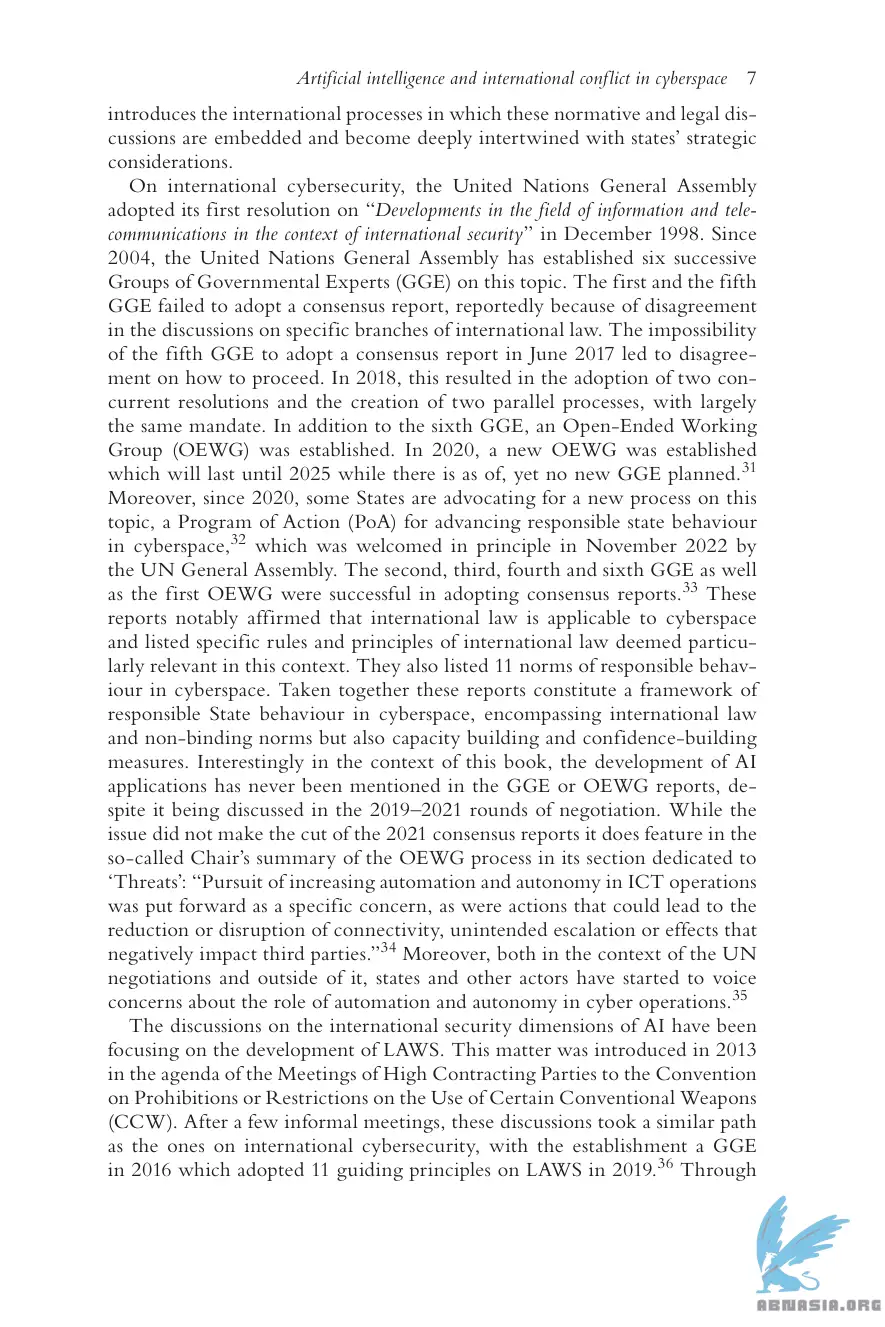 Artificial intelligence and international conflict in cyberspace 7
introduces the international processes in which these normative and legal dis-
cussions are embedded and become deeply intertwined with states’ strategic
considerations.
On international cybersecurity, the United Nations General Assembly
adopted its first resolution on “Developments in the field of information and tele-
communications in the context of international security” in December 1998. Since
2004, the United Nations General Assembly has established six successive
Groups of Governmental Experts (GGE) on this topic. The first and the fifth
GGE failed to adopt a consensus report, reportedly because of disagreement
in the discussions on specific branches of international law. The impossibility
of the fifth GGE to adopt a consensus report in June 2017 led to disagree-
ment on how to proceed. In 2018, this resulted in the adoption of two con-
current resolutions and the creation of two parallel processes, with largely
the same mandate. In addition to the sixth GGE, an Open-Ended Working
Group (OEWG) was established. In 2020, a new OEWG was established
which will last until 2025 while there is as of, yet no new GGE planned.31
Moreover, since 2020, some States are advocating for a new process on this
topic, a Program of Action (PoA) for advancing responsible state behaviour
in cyberspace,32 which was welcomed in principle in November 2022 by
the UN General Assembly. The second, third, fourth and sixth GGE as well
as the first OEWG were successful in adopting consensus reports.33 These
reports notably affirmed that international law is applicable to cyberspace
and listed specific rules and principles of international law deemed particu-
larly relevant in this context. They also listed 11 norms of responsible behav-
iour in cyberspace. Taken together these reports constitute a framework of
responsible State behaviour in cyberspace, encompassing international law
and non-binding norms but also capacity building and confidence-building
measures. Interestingly in the context of this book, the development of AI
applications has never been mentioned in the GGE or OEWG reports, de-
spite it being discussed in the 2019–2021 rounds of negotiation. While the
issue did not make the cut of the 2021 consensus reports it does feature in the
so-called Chair’s summary of the OEWG process in its section dedicated to
‘Threats’: “Pursuit of increasing automation and autonomy in ICT operations
was put forward as a specific concern, as were actions that could lead to the
reduction or disruption of connectivity, unintended escalation or effects that
negatively impact third parties.”34 Moreover, both in the context of the UN
negotiations and outside of it, states and other actors have started to voice
concerns about the role of automation and autonomy in cyber operations.35
The discussions on the international security dimensions of AI have been
focusing on the development of LAWS. This matter was introduced in 2013
in the agenda of the Meetings of High Contracting Parties to the Convention
on Prohibitions or Restrictions on the Use of Certain Conventional Weapons
(CCW). After a few informal meetings, these discussions took a similar path
as the ones on international cybersecurity, with the establishment a GGE
in 2016 which adopted 11 guiding principles on LAWS in 2019.36 Through
ABNASIA.ORG